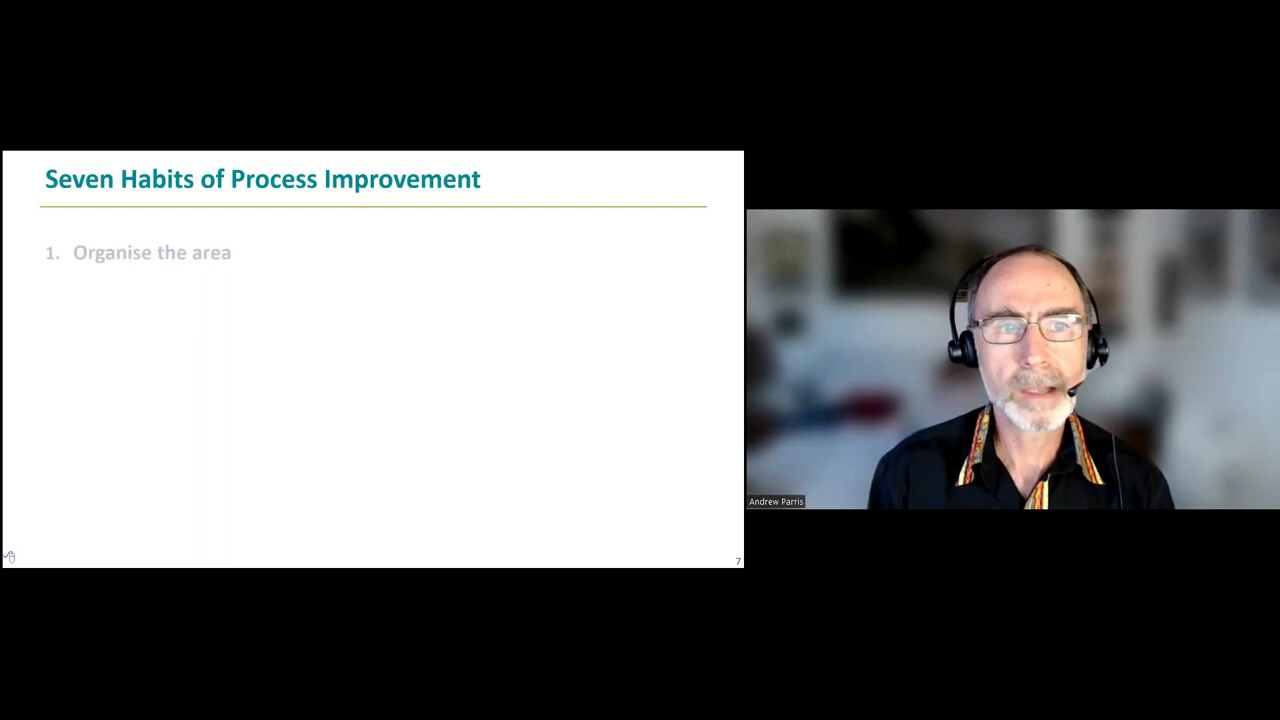 Seven Habits of Process Improvement
1. Organise the area
7
Andrew Parris